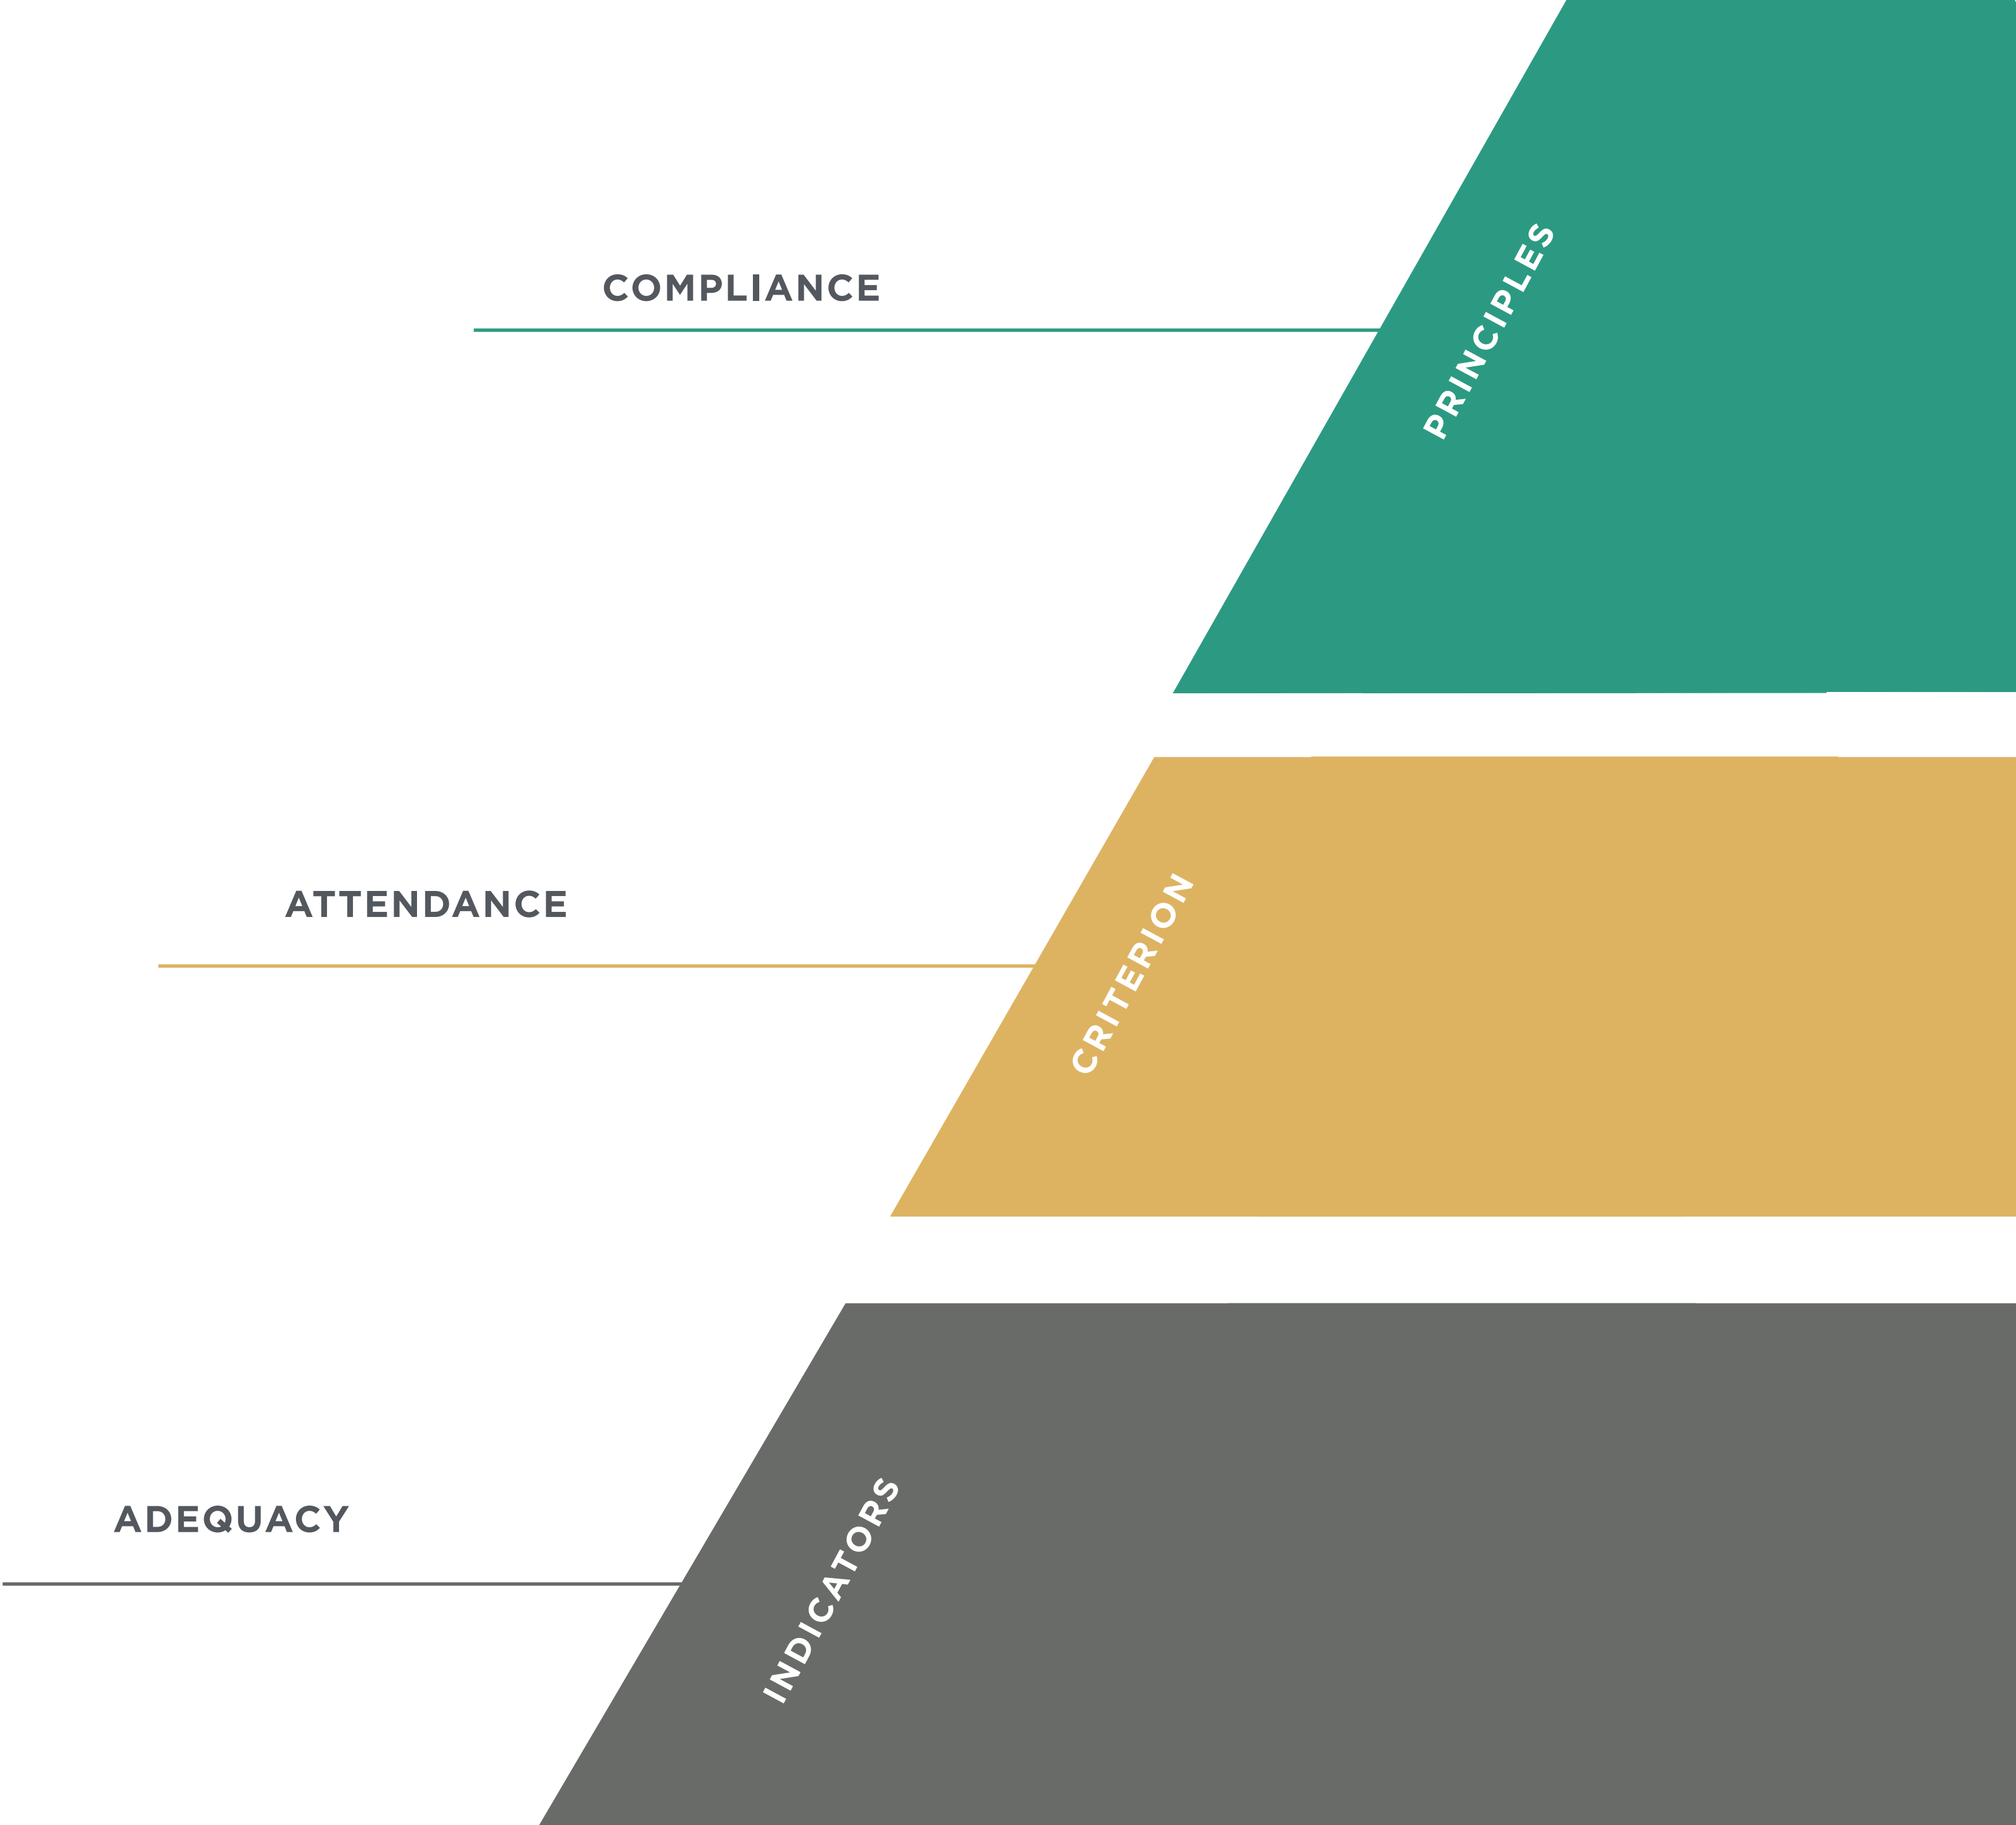 COMPLIANCE
PRINCIPLES
ATTENDANCE
CRITERION
ADEQUACY
INDICATORS